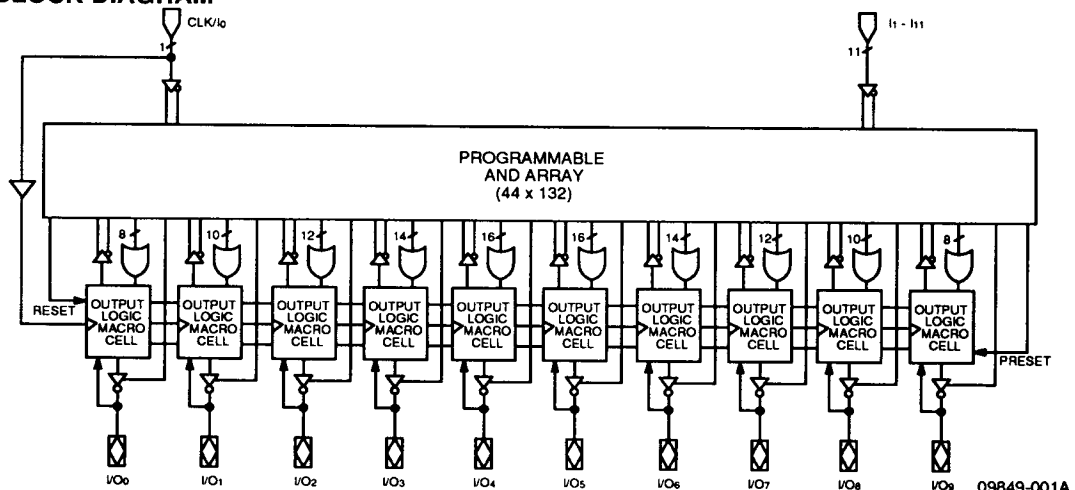 BLOCK DIAGRAM
CLK/I0
I1 - I11
1
11
PROGRAMMABLE
AND ARRAY
(44 x 132)
8 10 12 14 16 16 14 12 10 8
RESET
OUTPUT
LOGIC
MACRO
CELL
OUTPUT
LOGIC
MACRO
CELL
OUTPUT
LOGIC
MACRO
CELL
OUTPUT
LOGIC
MACRO
CELL
OUTPUT
LOGIC
MACRO
CELL
OUTPUT
LOGIC
MACRO
CELL
OUTPUT
LOGIC
MACRO
CELL
OUTPUT
LOGIC
MACRO
CELL
OUTPUT
LOGIC
MACRO
CELL
OUTPUT
LOGIC
MACRO
CELL
PRESET
I/O0 I/O1 I/O2 I/O3 I/O4 I/O5 I/O6 I/O7 I/O8 I/O9
09849-001A